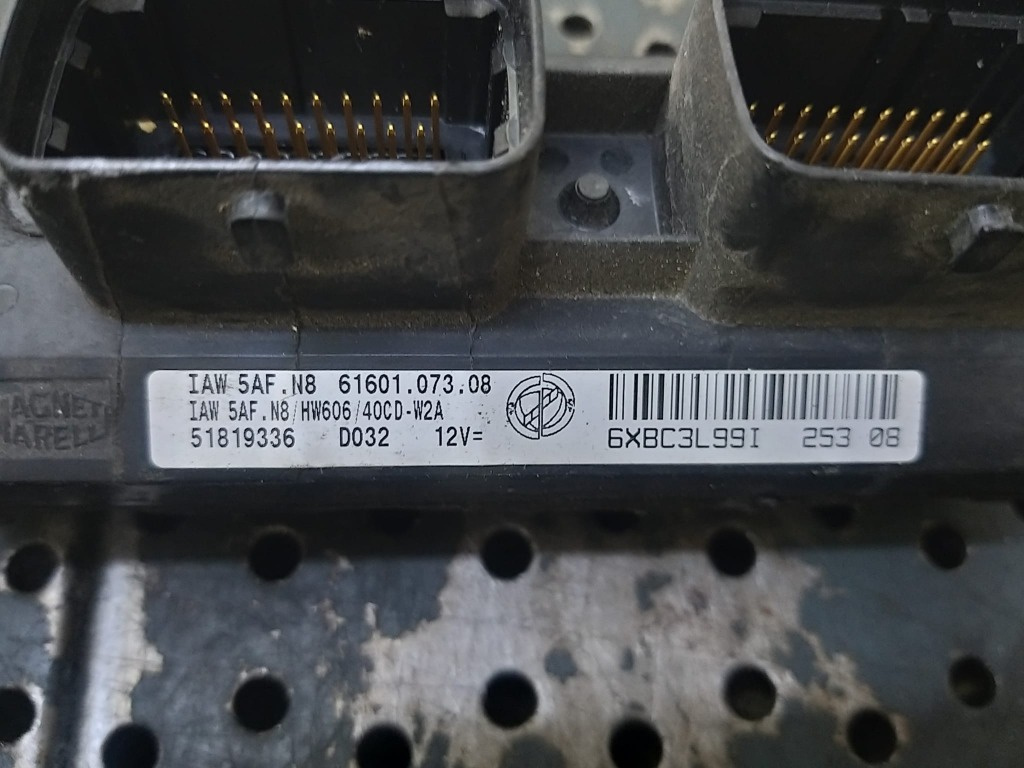 IAW 5AF.N8 61601.073.08
IAW 5AF.N8/HW606/40CD-W2A
51819336 D032 12V=
6XBC3L99I 253 08
MAGNETI
MARELLI